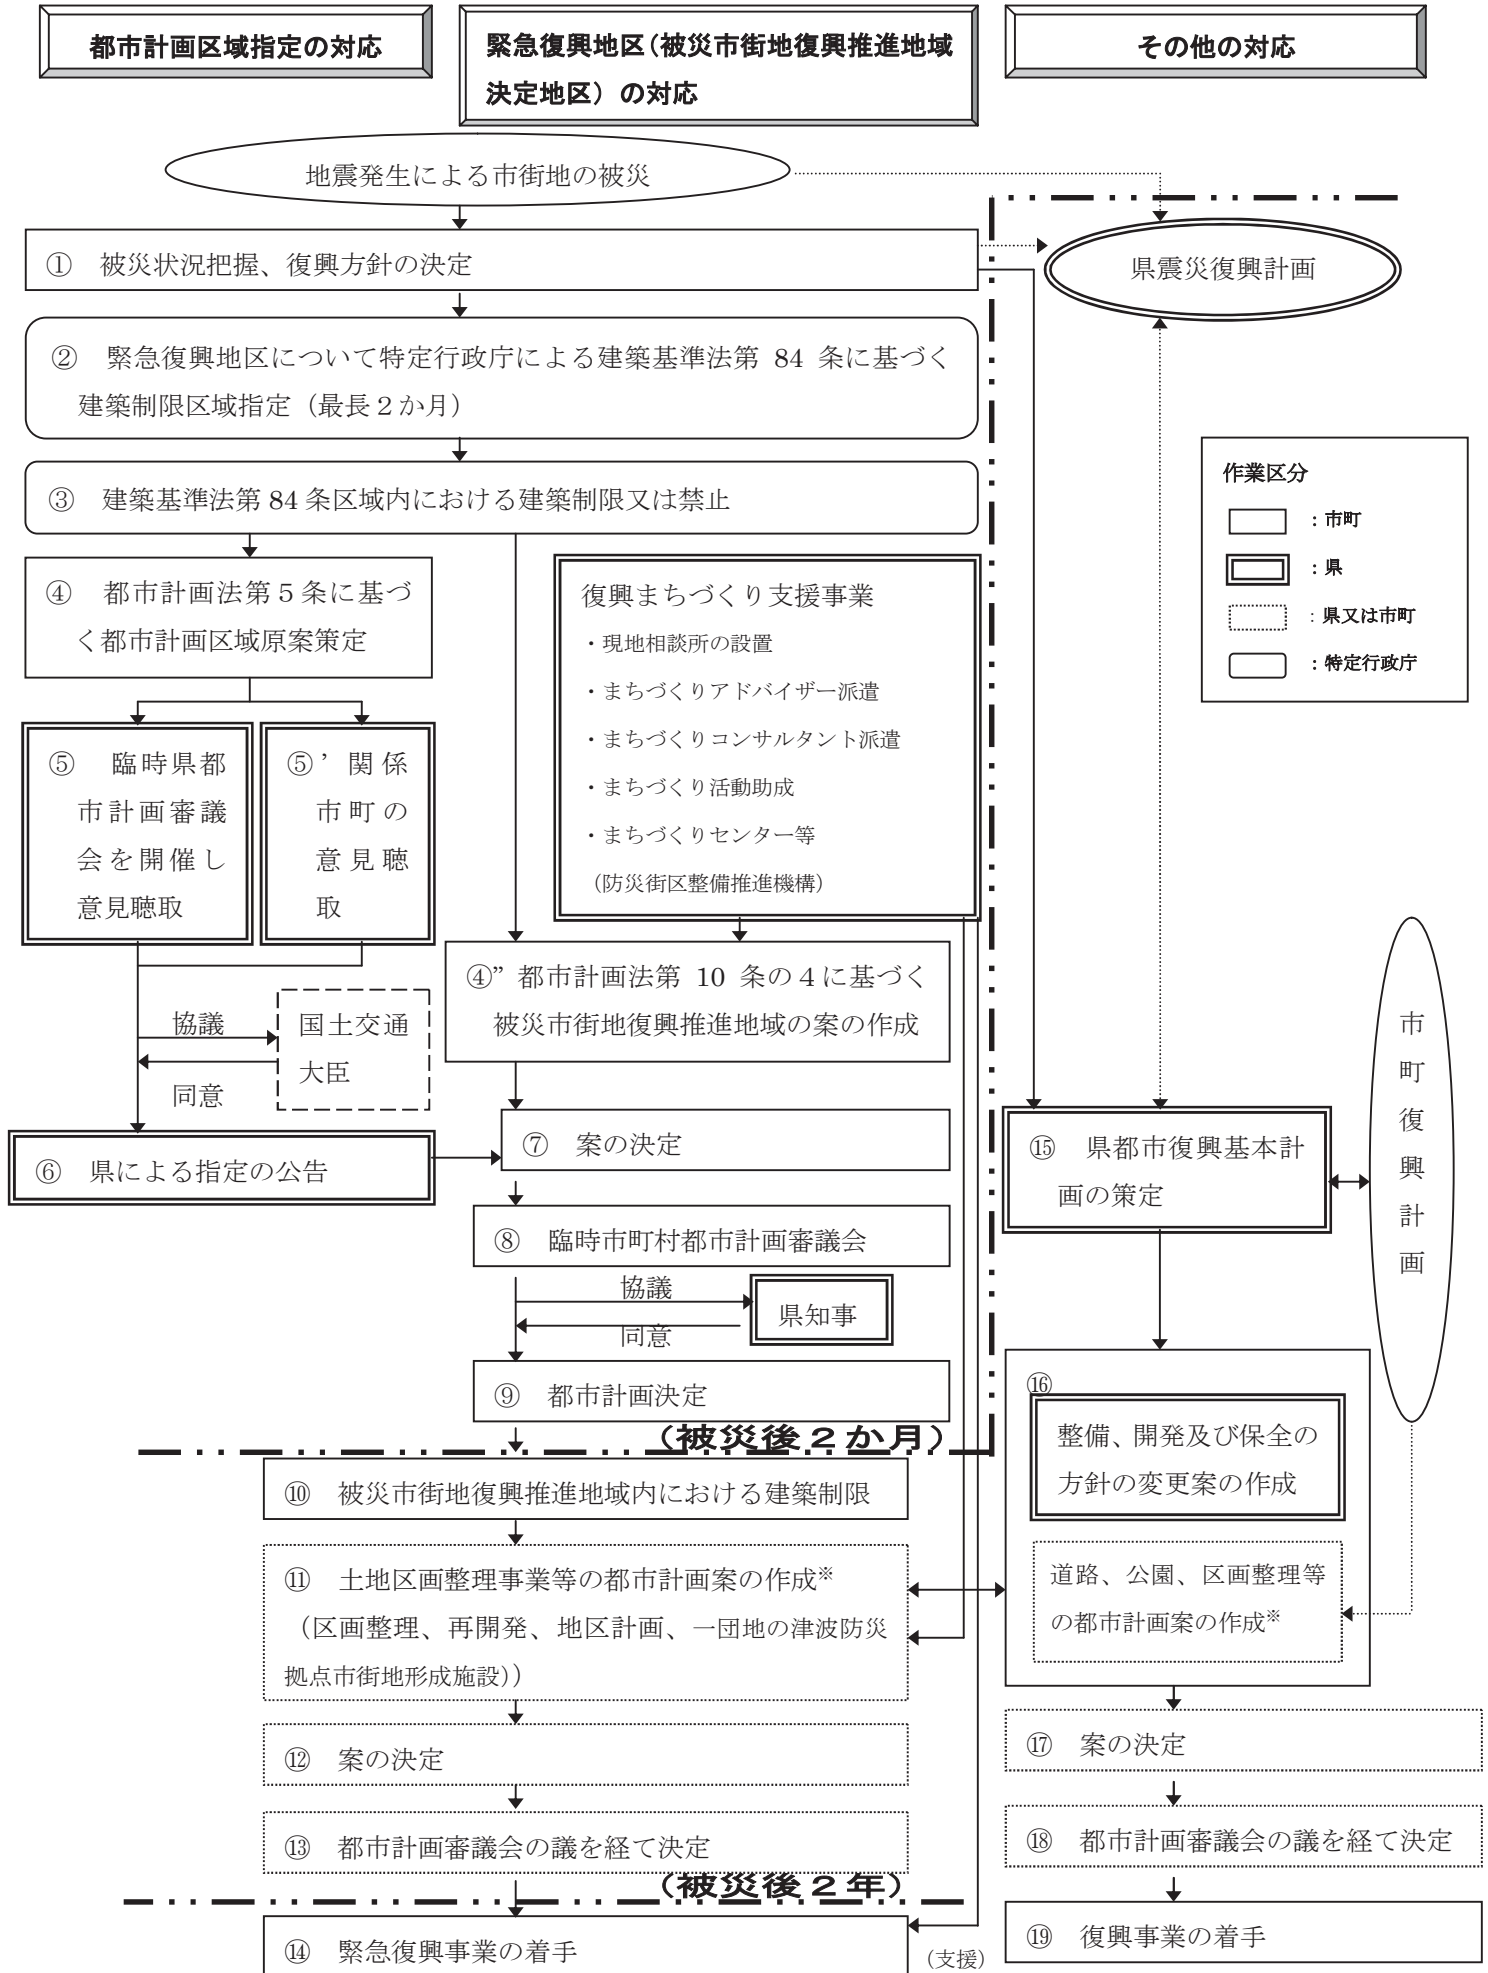 都市計画区域指定の対応
緊急復興地区（被災市街地復興推進地域
決定地区）の対応
その他の対応
地震発生による市街地の被災
① 被災状況把握、復興方針の決定
県震災復興計画
② 緊急復興地区について特定行政庁による建築基準法第 84 条に基づく
建築制限区域指定（最長２か月）
③ 建築基準法第 84 条区域内における建築制限又は禁止
作業区分
：市町
：県
：県又は市町
：特定行政庁
④ 都市計画法第５条に基づ
く都市計画区域原案策定
復興まちづくり支援事業
・現地相談所の設置
・まちづくりアドバイザー派遣
・まちづくりコンサルタント派遣
・まちづくり活動助成
・まちづくりセンター等
（防災街区整備推進機構）
⑤ 臨時県都
市計画審議
会を開催し
意見聴取
⑤’関係
市町の
意見聴
取
④”都市計画法第 10 条の４に基づく
被災市街地復興推進地域の案の作成
協議
国土交通
大臣
同意
⑥ 県による指定の公告
⑦ 案の決定
⑧ 臨時市町村都市計画審議会
協議
県知事
同意
⑨ 都市計画決定
（被災後２か月）
⑮ 県都市復興基本計
画の策定
市町復興計画
⑯
整備、開発及び保全の
方針の変更案の作成
道路、公園、区画整理等
の都市計画案の作成※
⑩ 被災市街地復興推進地域内における建築制限
⑪ 土地区画整理事業等の都市計画案の作成※
（区画整理、再開発、地区計画、一団地の津波防災
拠点市街地形成施設））
⑫ 案の決定
⑬ 都市計画審議会の議を経て決定
（被災後２年）
⑭ 緊急復興事業の着手
（支援）
⑰ 案の決定
⑱ 都市計画審議会の議を経て決定
⑲ 復興事業の着手